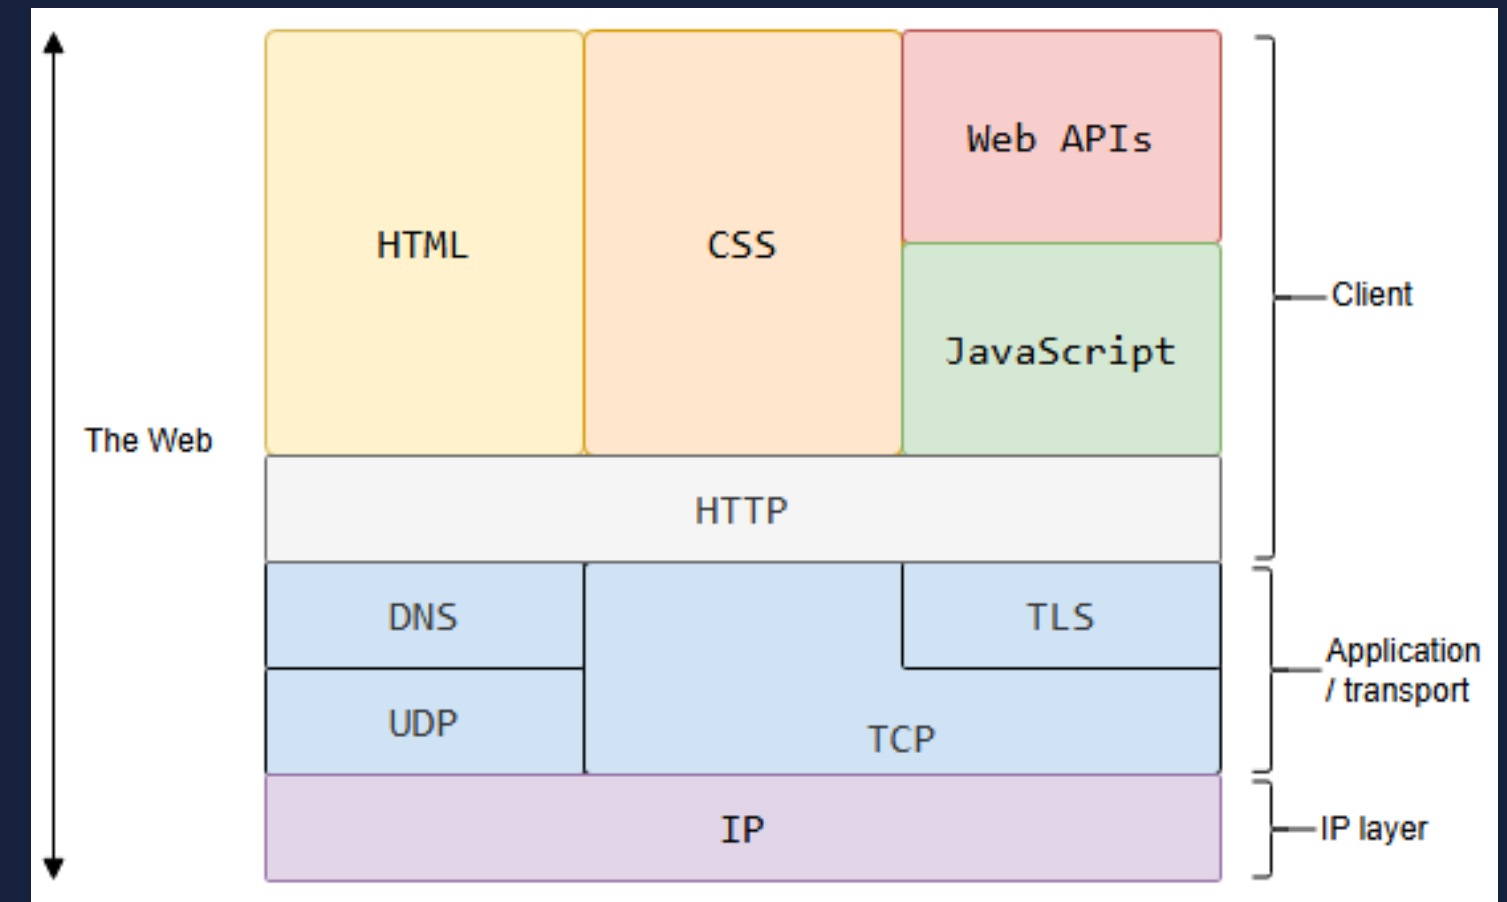 Web APIs
HTML
CSS
Client
JavaScript
The Web
HTTP
DNS
TLS
Application
/ transport
UDP
TCP
IP
IP layer